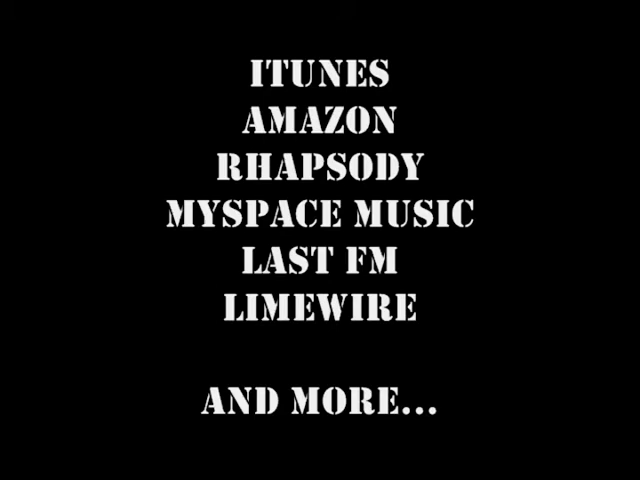 ITUNES
AMAZON
RHAPSODY
MYSPACE MUSIC
LAST FM
LIMEWIRE
AND MORE...